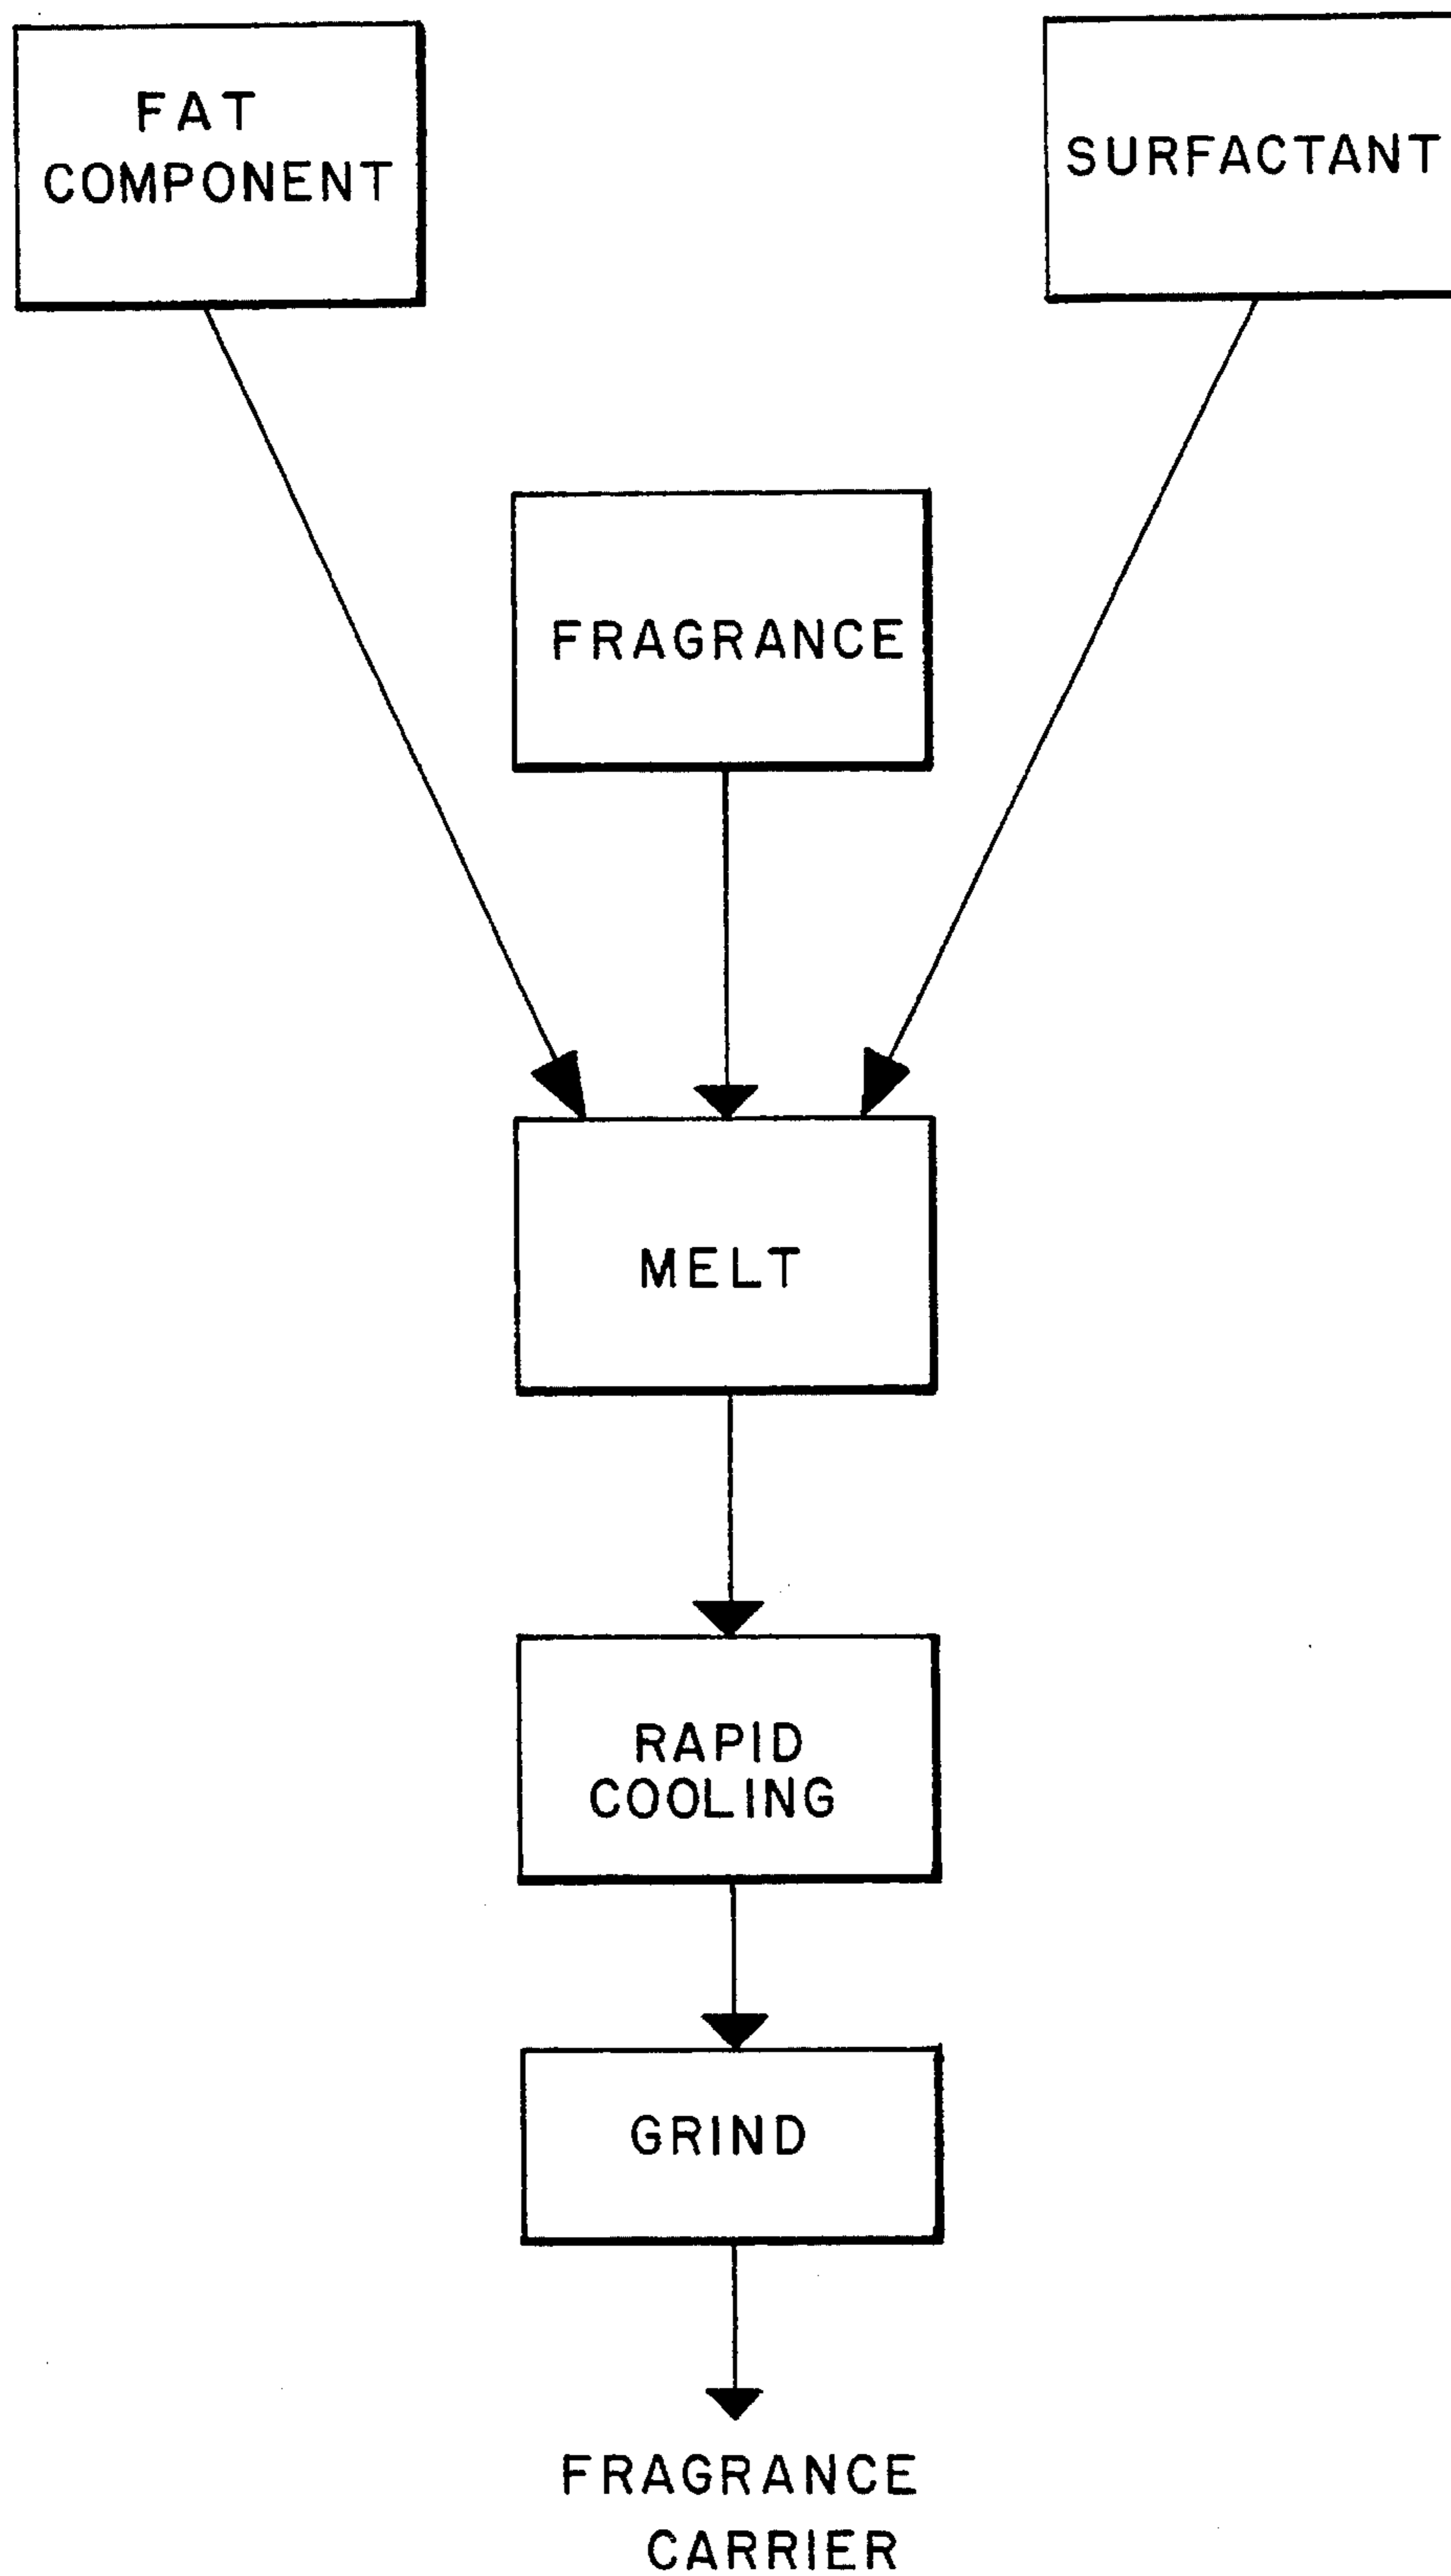 FAT
COMPONENT
SURFACTANT
FRAGRANCE
MELT
RAPID
COOLING
GRIND
FRAGRANCE
CARRIER